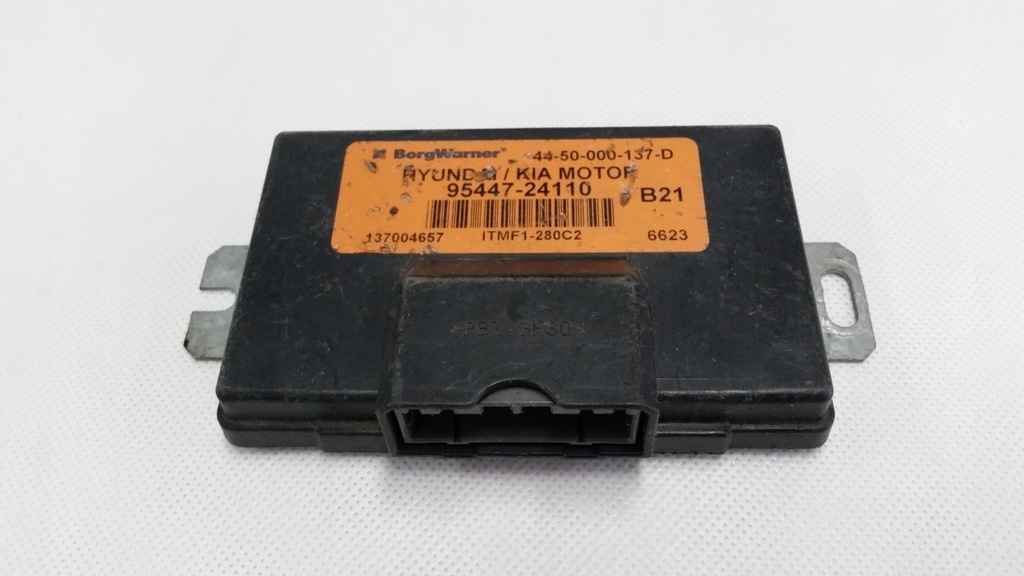 BorgWarner 44-50-000-137-D
HYUNDAI / KIA MOTOR
95447-24110
B21
137004657 ITMF1-280C2 6623